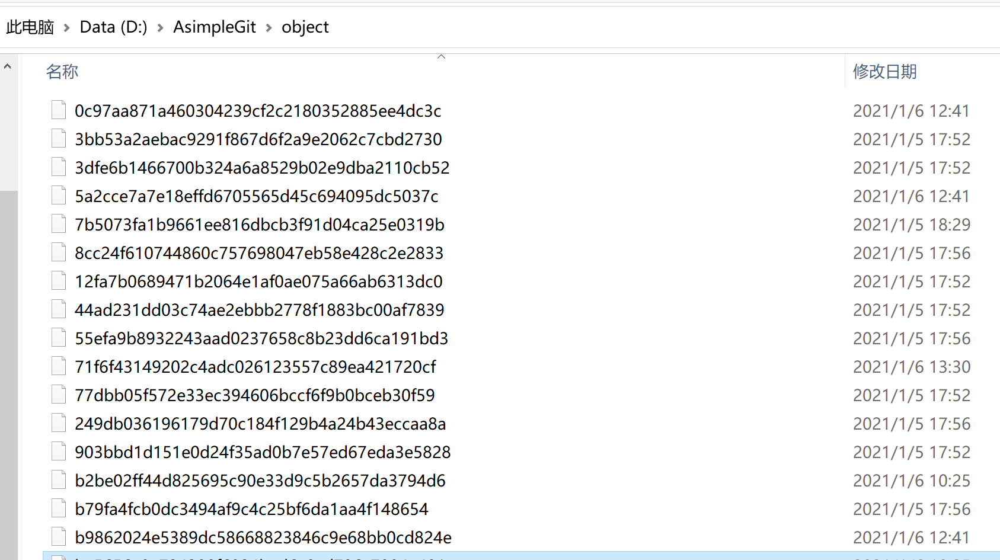 此电脑 > Data (D:) > AsimpleGit > object
名称 修改日期
0c97aa871a460304239cf2c2180352885ee4dc3c 2021/1/6 12:41
3bb53a2aebac9291f867d6f2a9e2062c7cbd2730 2021/1/5 17:52
3dfe6b1466700b324a6a8529b02e9dba2110cb52 2021/1/5 17:52
5a2cce7a7e18effd6705565d45c694095dc5037c 2021/1/6 12:41
7b5073fa1b9661ee816dbcb3f91d04ca25e0319b 2021/1/5 18:29
8cc24f610744860c757698047eb58e428c2e2833 2021/1/5 17:56
12fa7b0689471b2064e1af0ae075a66ab6313dc0 2021/1/5 17:52
44ad231dd03c74ae2ebbb2778f1883bc00af7839 2021/1/5 17:52
55efa9b8932243aad0237658c8b23dd6ca191bd3 2021/1/5 17:56
71f6f43149202c4adc026123557c89ea421720cf 2021/1/6 13:30
77dbb05f572e33ec394606bccf6f9b0bceb30f59 2021/1/5 17:52
249db036196179d70c184f129b4a24b43eccaa8a 2021/1/5 17:56
903bbd1d151e0d24f35ad0b7e57ed67eda3e5828 2021/1/5 17:52
b2be02ff44d825695c90e33d9c5b2657da3794d6 2021/1/6 10:25
b79fa4fcb0dc3494af9c4c25bf6da1aa4f148654 2021/1/5 17:56
b9862024e5389dc58668823846c9e68bb0cd824e 2021/1/6 12:41